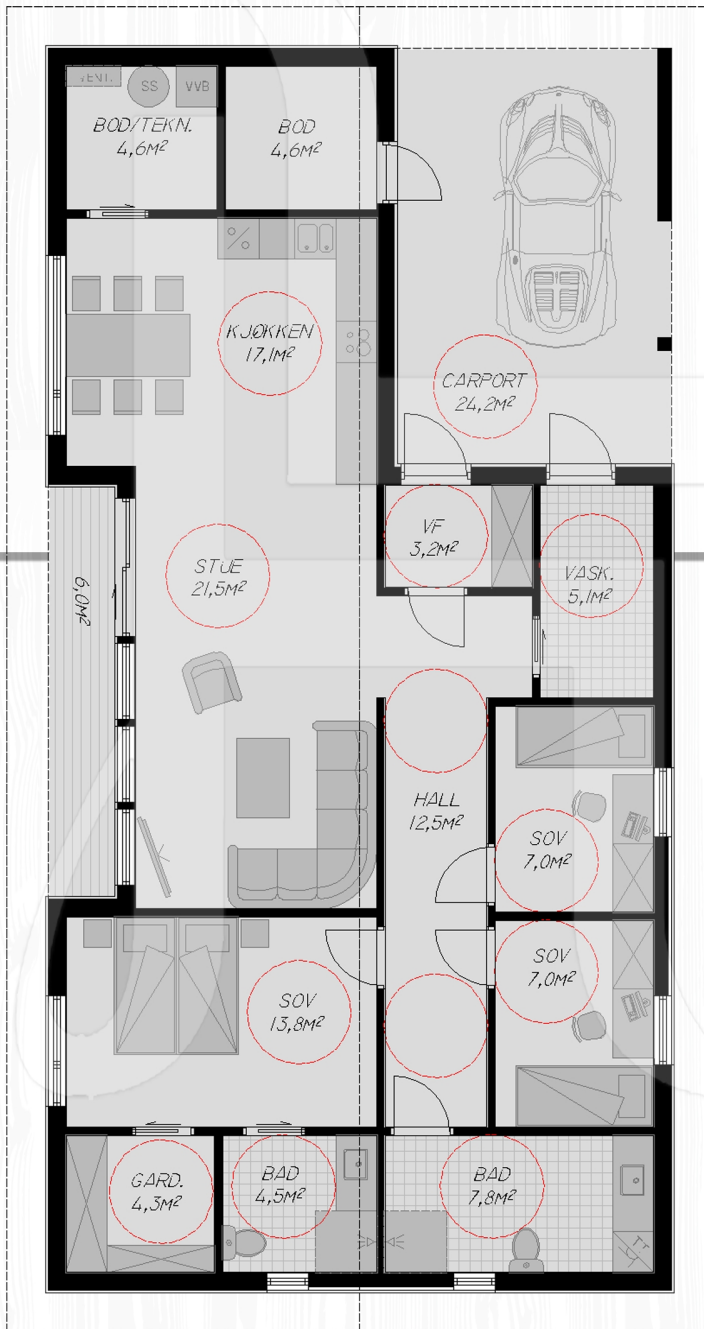 VENT.
SS
VVB
BOD/TEKN.
4,6M²
BOD
4,6M²
KJØKKEN
17,1M²
CARPORT
24,2M²
VF
3,2M²
STUE
21,5M²
VASK.
5,1M²
6,0M²
HALL
12,5M²
SOV
7,0M²
SOV
7,0M²
SOV
13,8M²
GARD.
4,3M²
BAD
4,5M²
BAD
7,8M²